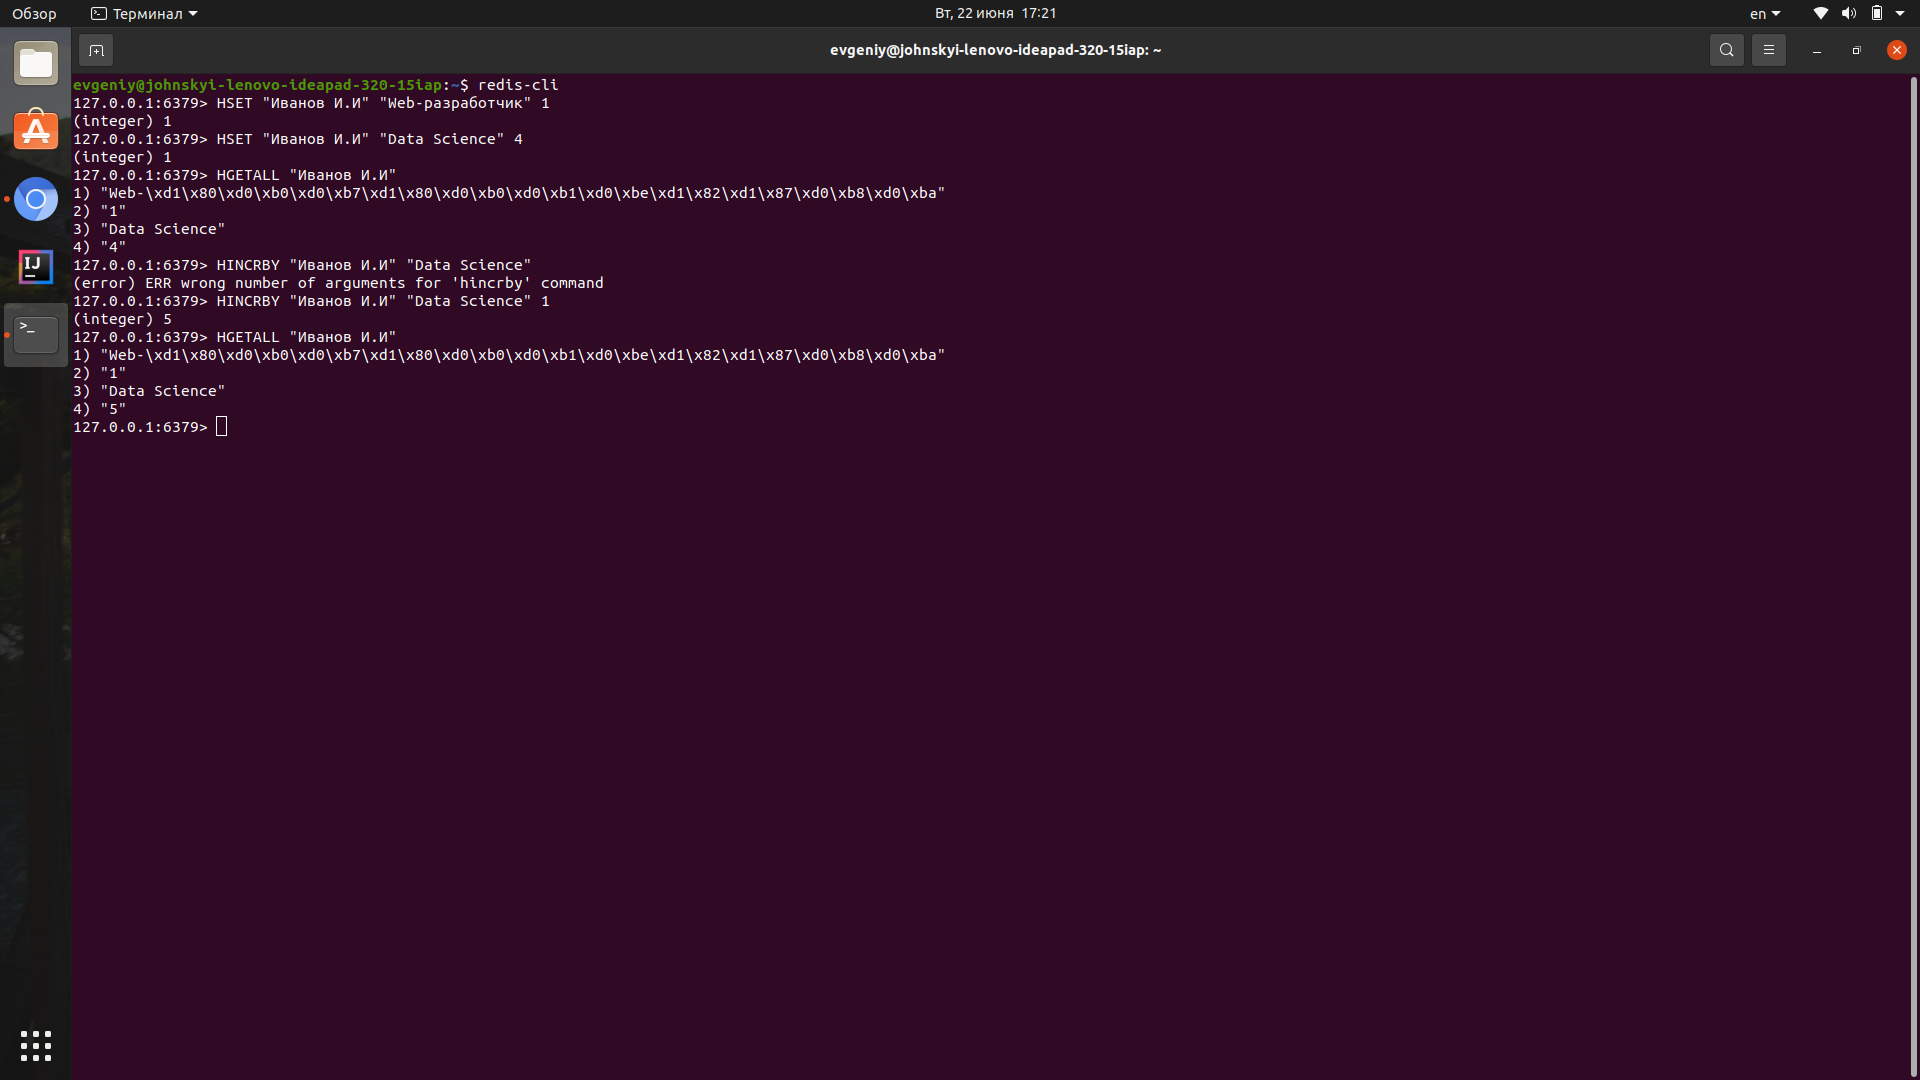 Обзор
Терминал
Вт, 22 июня 17:21
en
evgeniy@johnskyi-lenovo-ideapad-320-15iap: ~
evgeniy@johnskyi-lenovo-ideapad-320-15iap:~$ redis-cli
127.0.0.1:6379> HSET "Иванов И.И" "Web-разработчик" 1
(integer) 1
127.0.0.1:6379> HSET "Иванов И.И" "Data Science" 4
(integer) 1
127.0.0.1:6379> HGETALL "Иванов И.И"
1) "Web-\xd1\x80\xd0\xb0\xd0\xb7\xd1\x80\xd0\xb0\xd0\xb1\xd0\xbe\xd1\x82\xd1\x87\xd0\xb8\xd0\xba"
2) "1"
3) "Data Science"
4) "4"
127.0.0.1:6379> HINCRBY "Иванов И.И" "Data Science"
(error) ERR wrong number of arguments for 'hincrby' command
127.0.0.1:6379> HINCRBY "Иванов И.И" "Data Science" 1
(integer) 5
127.0.0.1:6379> HGETALL "Иванов И.И"
1) "Web-\xd1\x80\xd0\xb0\xd0\xb7\xd1\x80\xd0\xb0\xd0\xb1\xd0\xbe\xd1\x82\xd1\x87\xd0\xb8\xd0\xba"
2) "1"
3) "Data Science"
4) "5"
127.0.0.1:6379>
IJ
>_